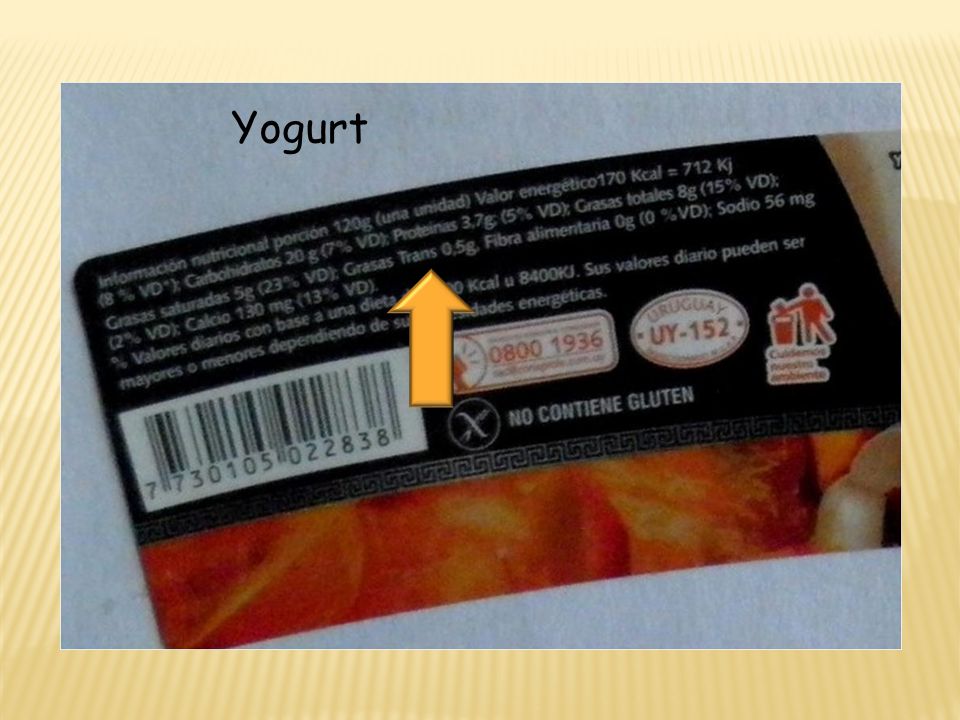 Yogurt
Información nutricional porción 120g (una unidad) Valor energético170 Kcal = 712 Kj
(8 % VD*); Carbohidratos 20 g (7% VD); Proteinas 3,7g; (5% VD); Grasas totales 8g (15% VD);
Grasas saturadas 5g (23% VD); Grasas Trans 0,5g. Fibra alimentaria 0g (0 %VD); Sodio 56 mg
(2% VD); Calcio 130 mg (13% VD).
% Valores diarios con base a una dieta Kcal u 8400KJ. Sus valores diario pueden ser
mayores o menores dependiendo de energéticas.
0800 1936
URUGUAY
UY-152
Cuidemos
nuestro
ambiente
NO CONTIENE GLUTEN
7 730105 022838